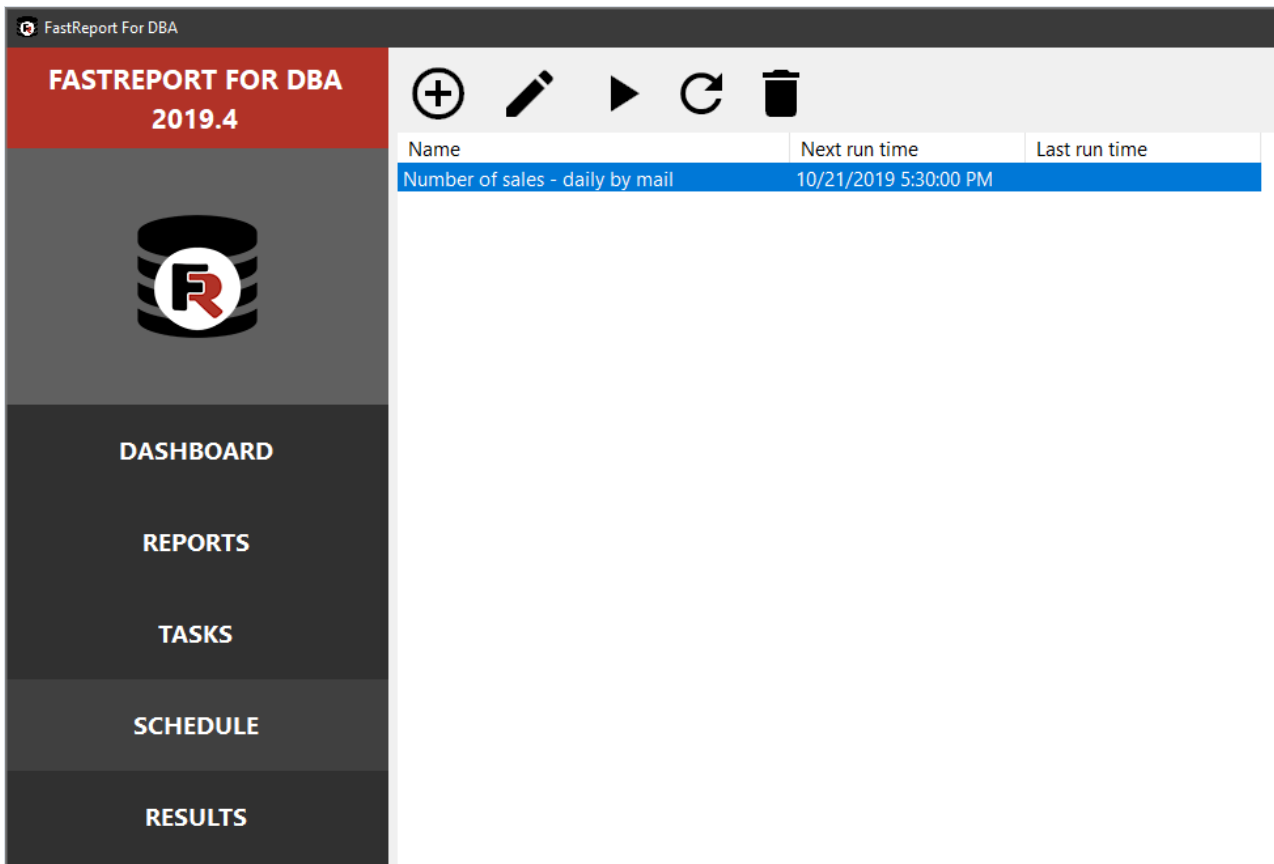 FastReport For DBA
FASTREPORT FOR DBA
2019.4
Name Next run time Last run time
Number of sales - daily by mail 10/21/2019 5:30:00 PM
FR
DASHBOARD
REPORTS
TASKS
SCHEDULE
RESULTS